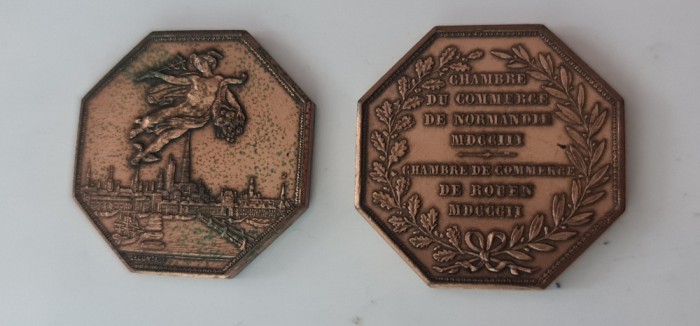 CHAMBRE
DU COMMERCE
DE NORMANDIE
MDCCIII
CHAMBRE DE COMMERCE
DE ROUEN
MDCCCII